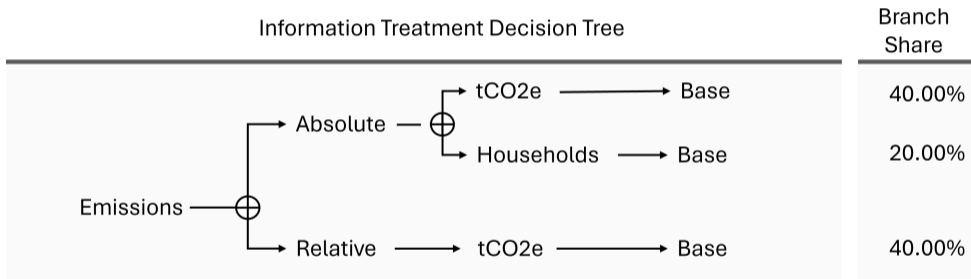 Information Treatment Decision Tree
Branch
Share
tCO2e Base 40.00%
Absolute
Households Base 20.00%
Emissions
Relative tCO2e Base 40.00%